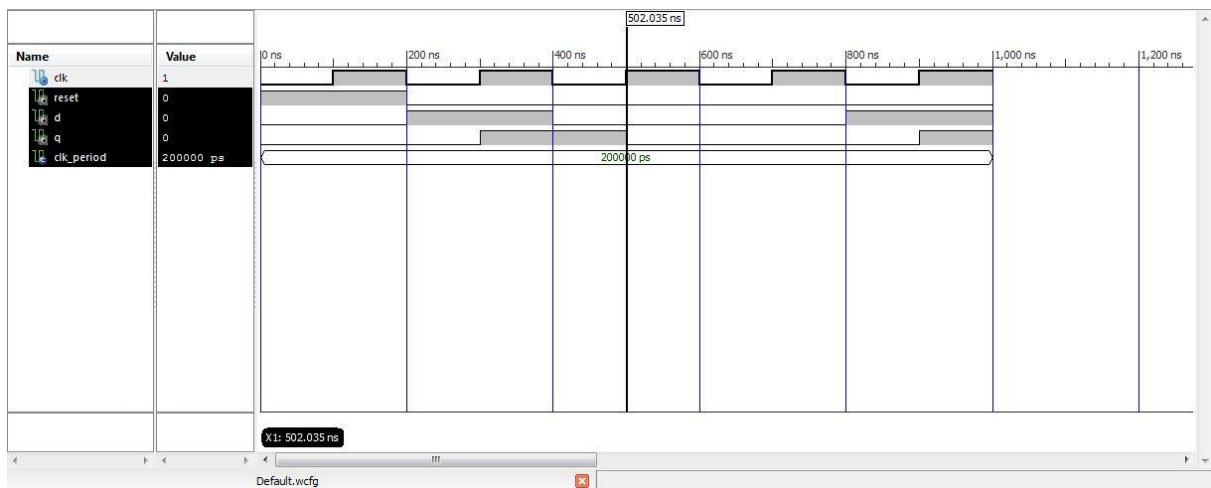 502.035 ns
Name Value 0 ns 200 ns 400 ns 600 ns 800 ns 1,000 ns 1,200 ns
clk 1
reset 0
d 0
q 0
clk_period 200000 ps 200000 ps
X1: 502.035 ns
Default.wcfg